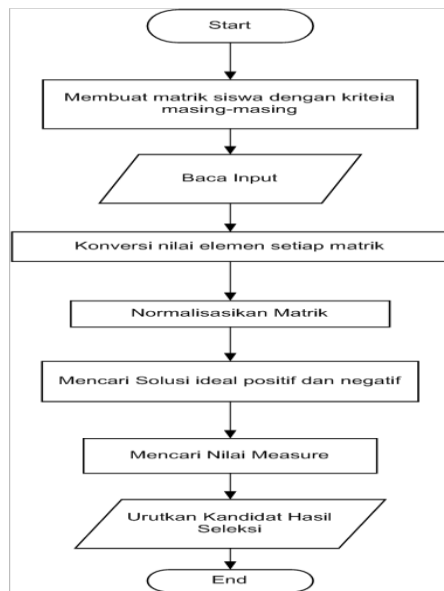 Start
Membuat matrik siswa dengan kriteia
masing-masing
Baca Input
Konversi nilai elemen setiap matrik
Normalisasikan Matrik
Mencari Solusi ideal positif dan negatif
Mencari Nilai Measure
Urutkan Kandidat Hasil
Seleksi
End